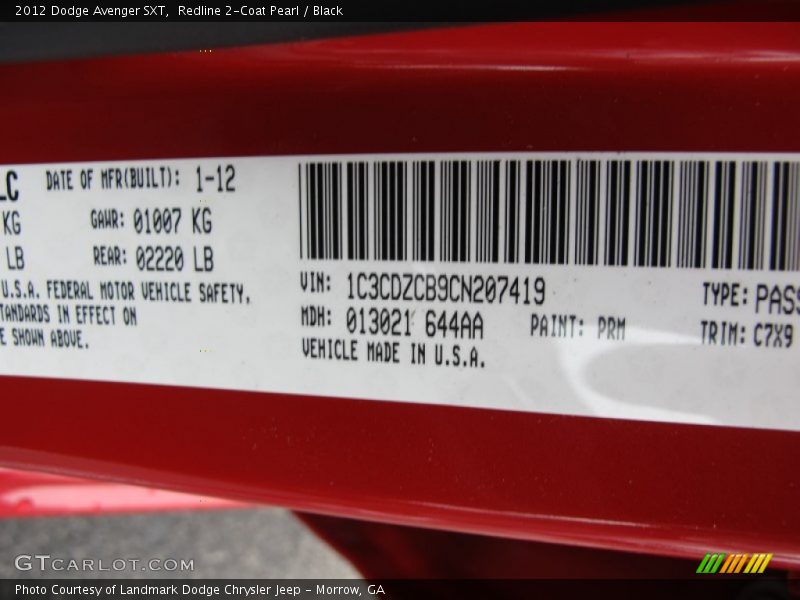 2012 Dodge Avenger SXT,  Redline 2-Coat Pearl / Black
LC DATE OF MFR(BUILT): 1-12
KG GAWR: 01007 KG
LB REAR: 02220 LB
U.S.A. FEDERAL MOTOR VEHICLE SAFETY,
TANDARDS IN EFFECT ON
E SHOWN ABOVE.
VIN: 1C3CDZCB9CN207419 TYPE: PASS
MDH: 013021 644AA PAINT: PRM TRIM: C7X9
VEHICLE MADE IN U.S.A.
GTCARLOT.COM
Photo Courtesy of Landmark Dodge Chrysler Jeep - Morrow, GA